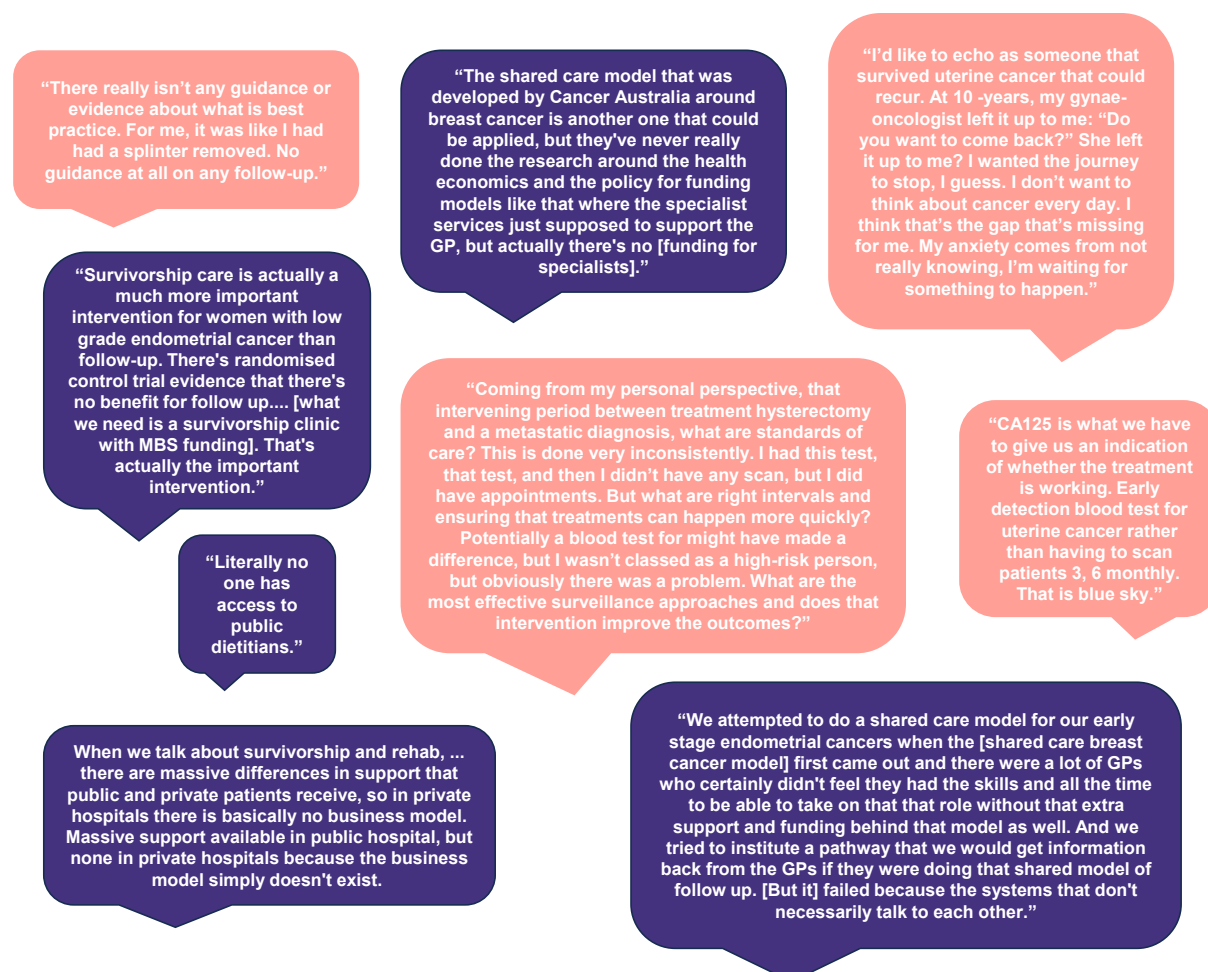 “There really isn’t any guidance or
evidence about what is best
practice. For me, it was like I had
had a splinter removed. No
guidance at all on any follow-up.”
“The shared care model that was
developed by Cancer Australia around
breast cancer is another one that could
be applied, but they've never really
done the research around the health
economics and the policy for funding
models like that where the specialist
services just supposed to support the
GP, but actually there's no [funding for
specialists].”
“I’d like to echo as someone that
survived uterine cancer that could
recur. At 10 -years, my gynae-
oncologist left it up to me: “Do
you want to come back?” She left
it up to me? I wanted the journey
to stop, I guess. I don’t want to
think about cancer every day. I
think that’s the gap that’s missing
for me. My anxiety comes from not
really knowing, I’m waiting for
something to happen.”
“Survivorship care is actually a
much more important
intervention for women with low
grade endometrial cancer than
follow-up. There's randomised
control trial evidence that there's
no benefit for follow up.... [what
we need is a survivorship clinic
with MBS funding]. That's
actually the important
intervention.”
“Coming from my personal perspective, that
intervening period between treatment hysterectomy
and a metastatic diagnosis, what are standards of
care? This is done very inconsistently. I had this test,
that test, and then I didn’t have any scan, but I did
have appointments. But what are right intervals and
ensuring that treatments can happen more quickly?
Potentially a blood test for might have made a
difference, but I wasn’t classed as a high-risk person,
but obviously there was a problem. What are the
most effective surveillance approaches and does that
intervention improve the outcomes?”
“CA125 is what we have
to give us an indication
of whether the treatment
is working. Early
detection blood test for
uterine cancer rather
than having to scan
patients 3, 6 monthly.
That is blue sky.”
“Literally no
one has
access to
public
dietitians.”
When we talk about survivorship and rehab, ...
there are massive differences in support that
public and private patients receive, so in private
hospitals there is basically no business model.
Massive support available in public hospital, but
none in private hospitals because the business
model simply doesn't exist.
“We attempted to do a shared care model for our early
stage endometrial cancers when the [shared care breast
cancer model] first came out and there were a lot of GPs
who certainly didn't feel they had the skills and all the time
to be able to take on that that role without that extra
support and funding behind that model as well. And we
tried to institute a pathway that we would get information
back from the GPs if they were doing that shared model of
follow up. [But it] failed because the systems that don't
necessarily talk to each other.”